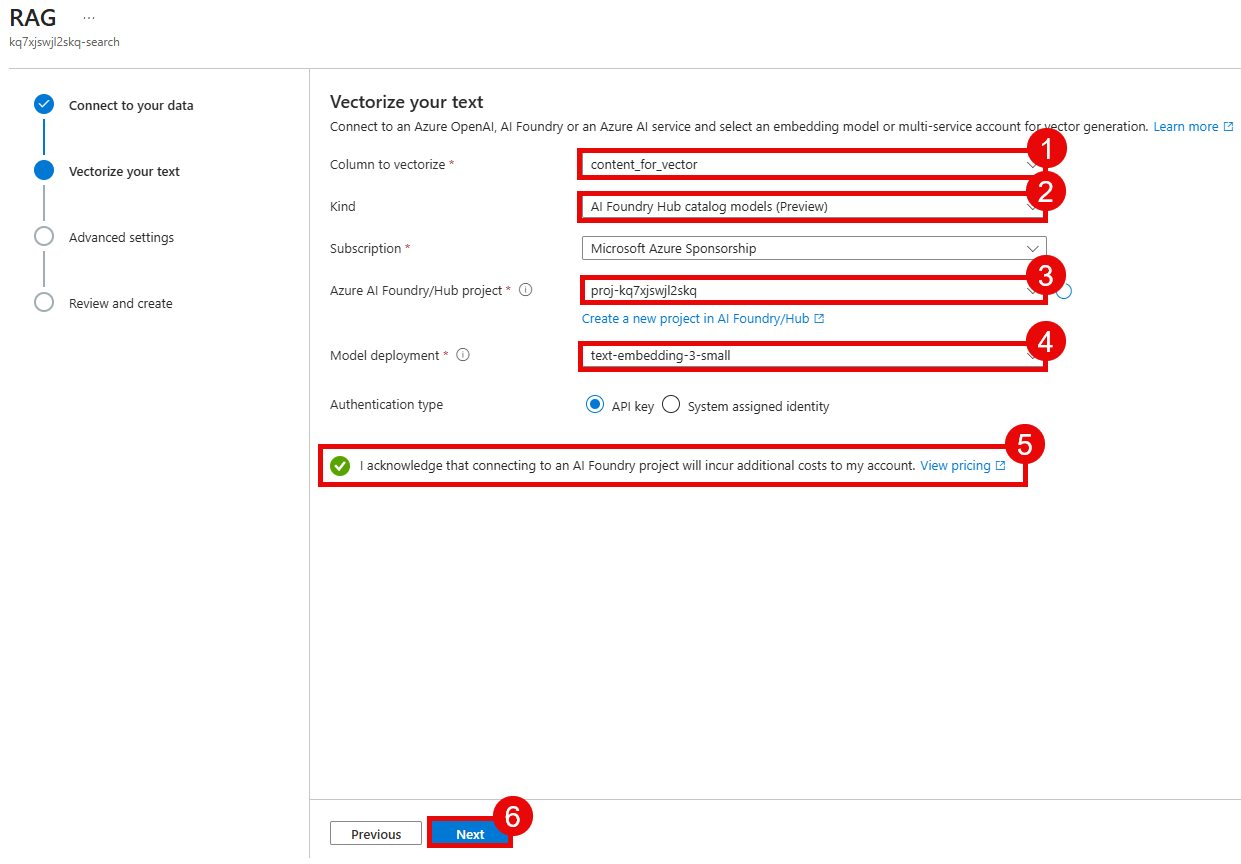 RAG ...
kq7xjswjl2skq-search
Connect to your data
Vectorize your text
Advanced settings
Review and create
Vectorize your text
Connect to an Azure OpenAI, AI Foundry or an Azure AI service and select an embedding model or multi-service account for vector generation. Learn more
Column to vectorize * content_for_vector 1
Kind AI Foundry Hub catalog models (Preview) 2
Subscription * Microsoft Azure Sponsorship
Azure AI Foundry/Hub project * proj-kq7xjswjl2skq 3
Create a new project in AI Foundry/Hub
Model deployment * text-embedding-3-small 4
Authentication type API key System assigned identity
I acknowledge that connecting to an AI Foundry project will incur additional costs to my account. View pricing 5
Previous Next 6